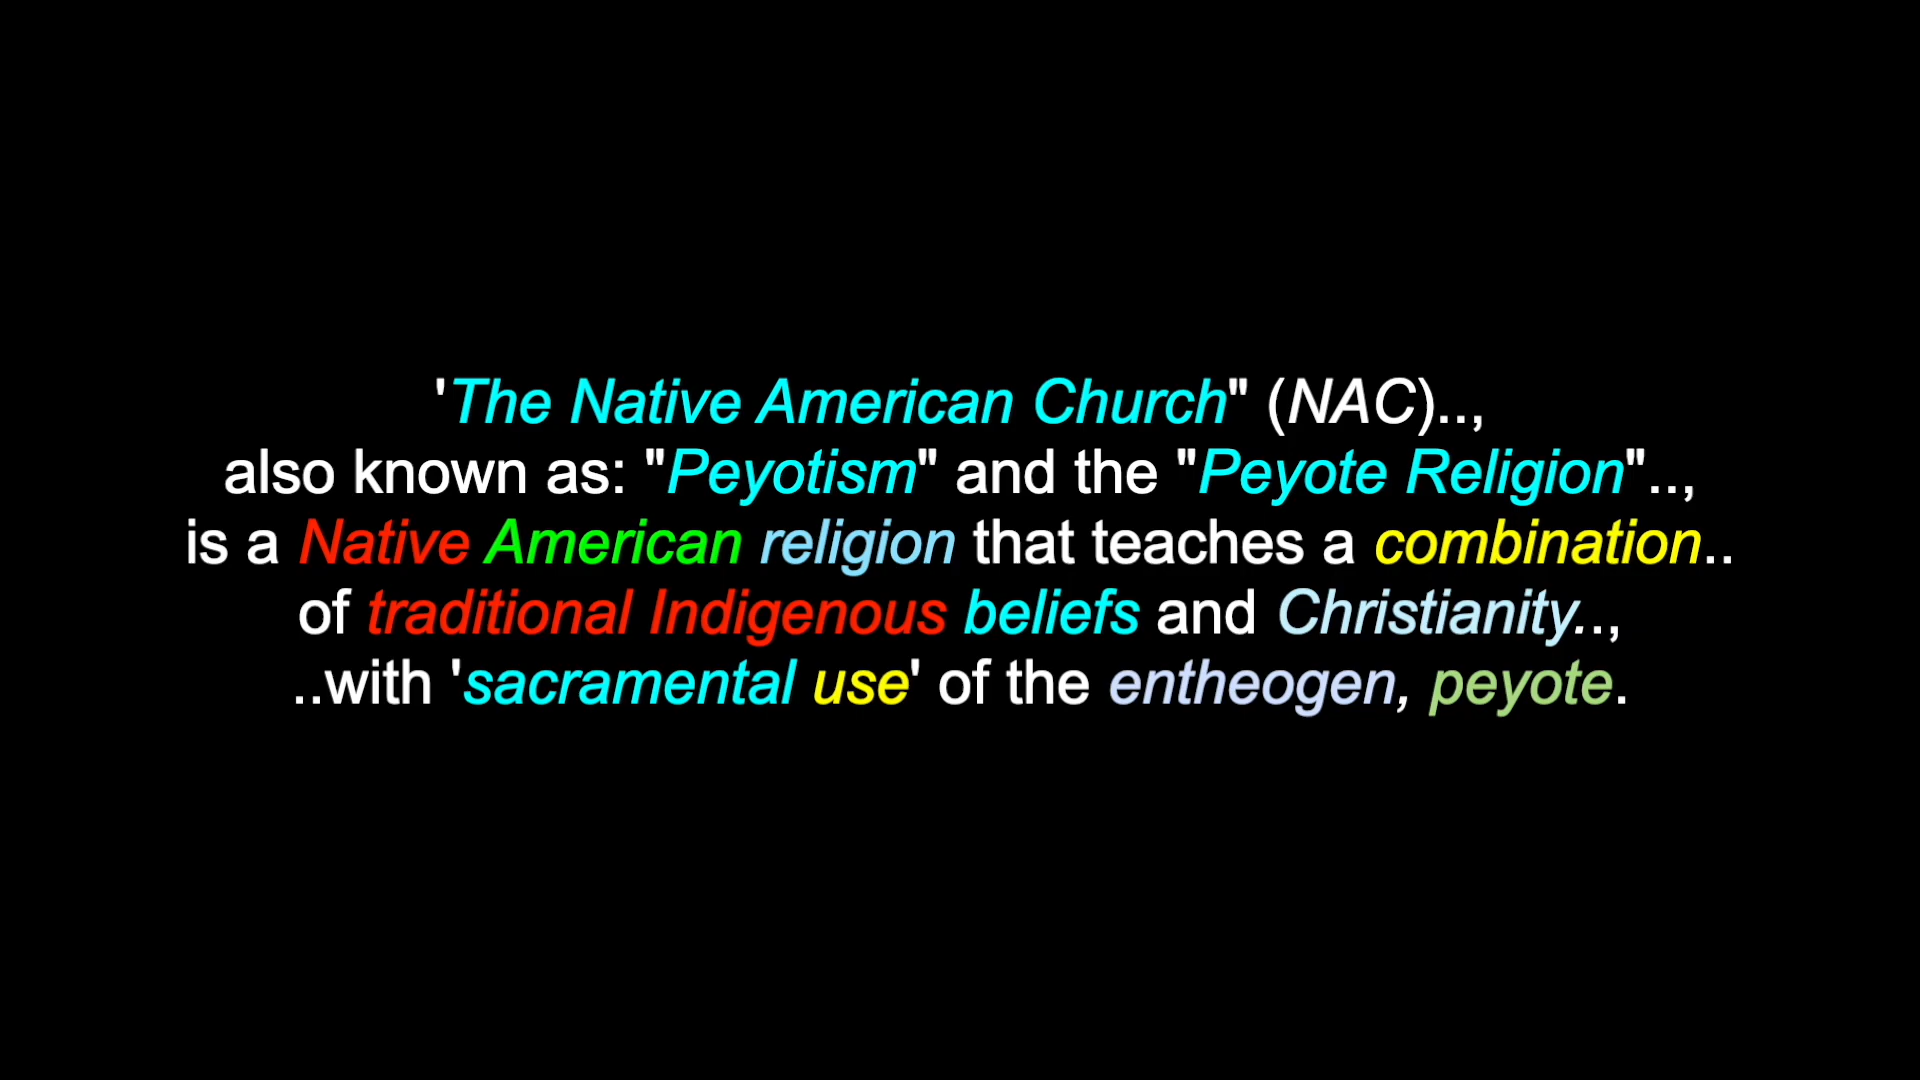 'The Native American Church" (NAC)..,
also known as: "Peyotism" and the "Peyote Religion"..,
is a Native American religion that teaches a combination..
of traditional Indigenous beliefs and Christianity..,
..with 'sacramental use' of the entheogen, peyote.